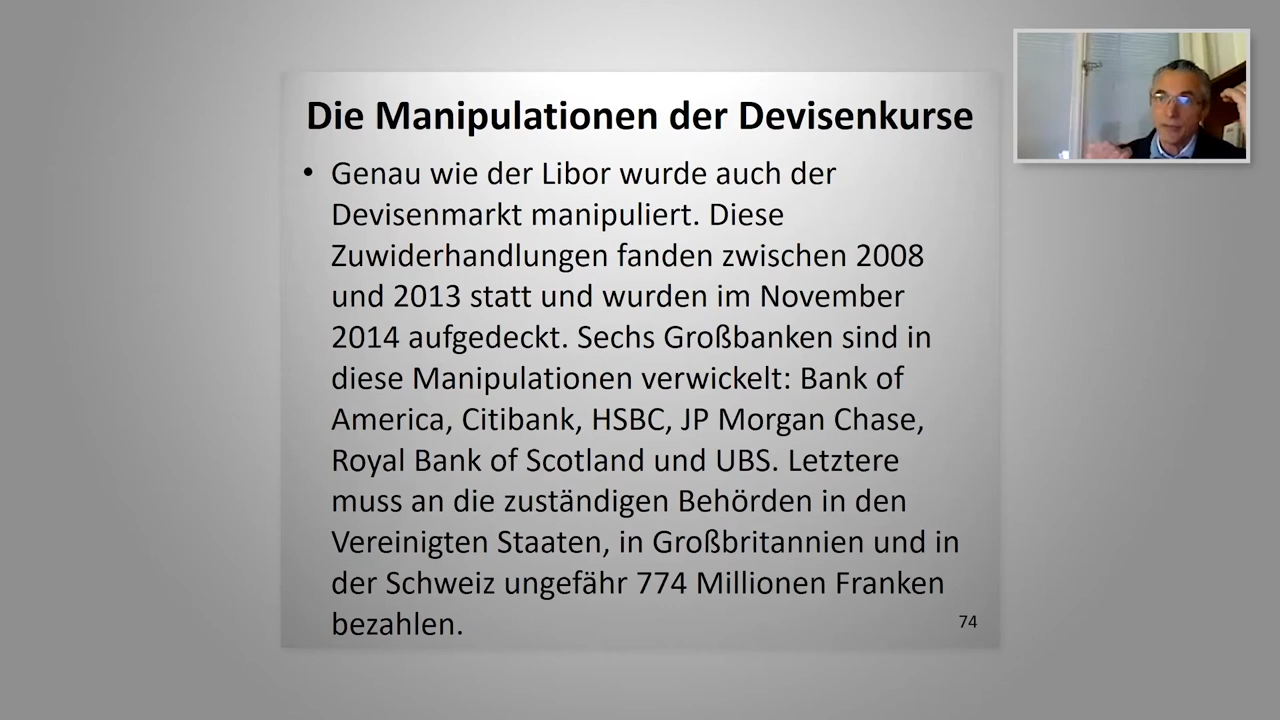 Die Manipulationen der Devisenkurse
• Genau wie der Libor wurde auch der
Devisenmarkt manipuliert. Diese
Zuwiderhandlungen fanden zwischen 2008
und 2013 statt und wurden im November
2014 aufgedeckt. Sechs Großbanken sind in
diese Manipulationen verwickelt: Bank of
America, Citibank, HSBC, JP Morgan Chase,
Royal Bank of Scotland und UBS. Letztere
muss an die zuständigen Behörden in den
Vereinigten Staaten, in Großbritannien und in
der Schweiz ungefähr 774 Millionen Franken
bezahlen.
74